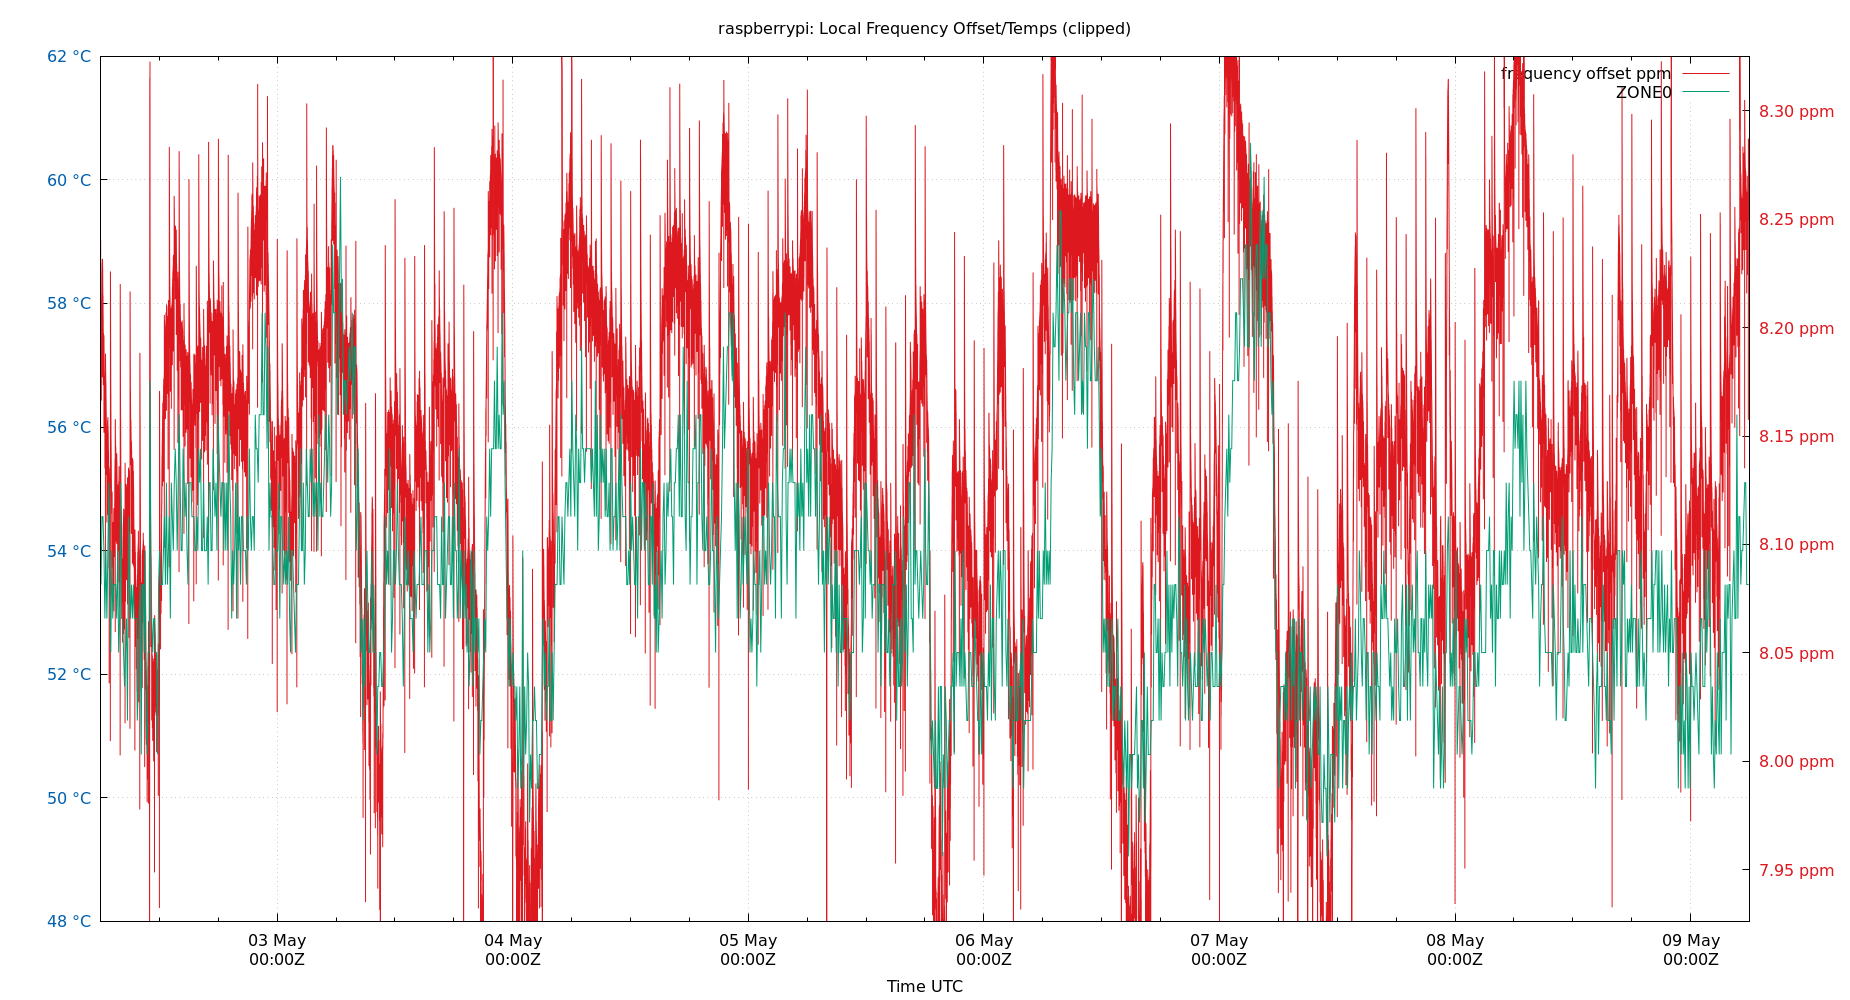 raspberrypi: Local Frequency Offset/Temps (clipped)
62 °C
60 °C
58 °C
56 °C
54 °C
52 °C
50 °C
48 °C
frequency offset ppm
ZONE0
8.30 ppm
8.25 ppm
8.20 ppm
8.15 ppm
8.10 ppm
8.05 ppm
8.00 ppm
7.95 ppm
03 May
00:00Z
04 May
00:00Z
05 May
00:00Z
06 May
00:00Z
07 May
00:00Z
08 May
00:00Z
09 May
00:00Z
Time UTC